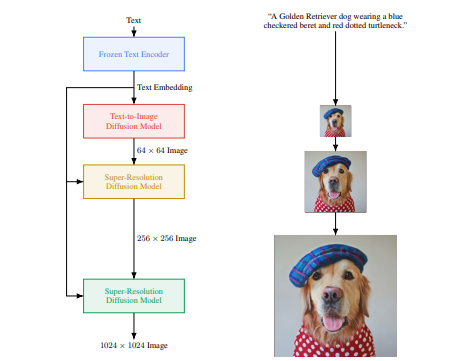 Text
Frozen Text Encoder
Text Embedding
Text-to-Image
Diffusion Model
64 × 64 Image
Super-Resolution
Diffusion Model
256 × 256 Image
Super-Resolution
Diffusion Model
1024 × 1024 Image
“A Golden Retriever dog wearing a blue
checkered beret and red dotted turtleneck.”